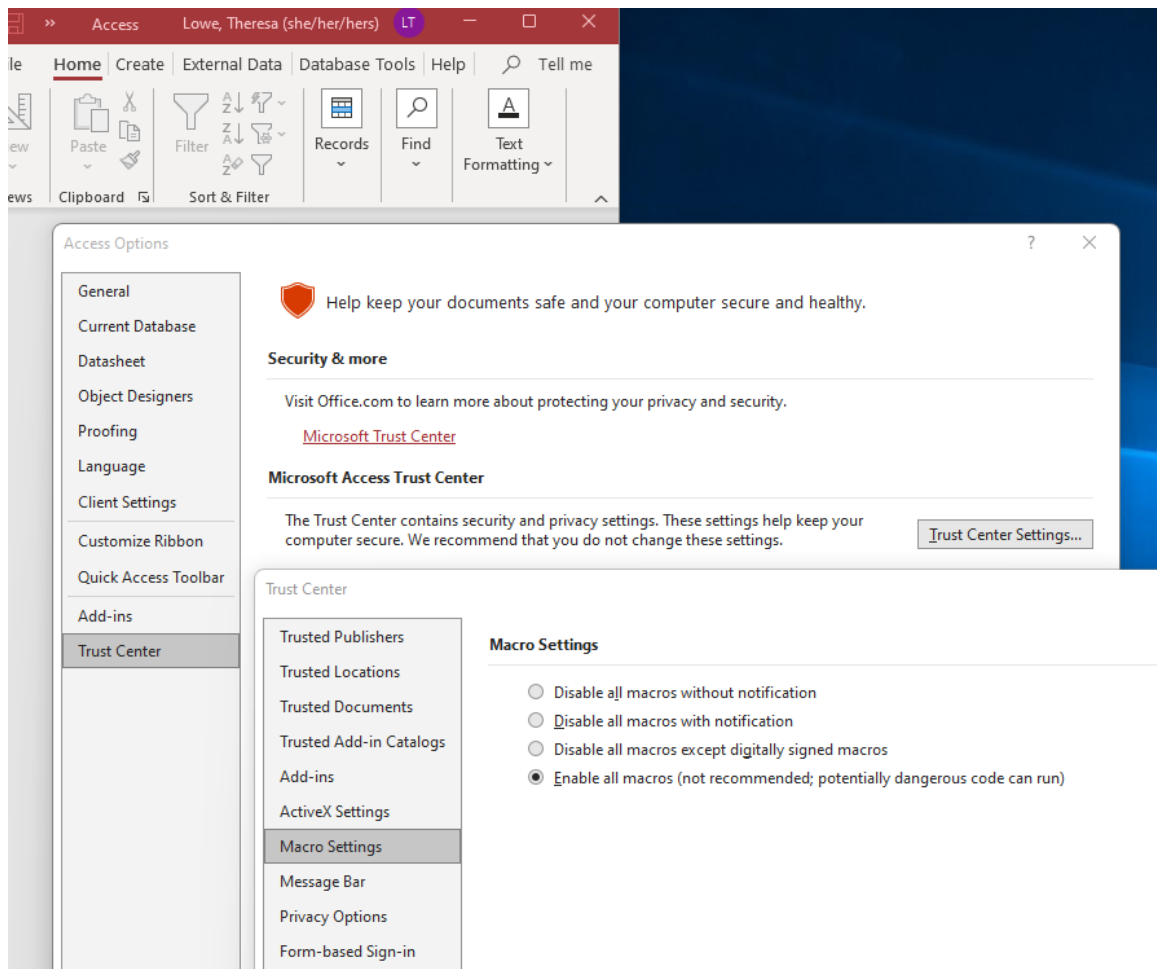 Access Lowe, Theresa (she/her/hers) LT
le Home Create External Data Database Tools Help Tell me
ew Paste Filter Records Find Text
Formatting
ews Clipboard Sort & Filter
Access Options ?
General
Help keep your documents safe and your computer secure and healthy.
Current Database
Datasheet
Security & more
Object Designers
Visit Office.com to learn more about protecting your privacy and security.
Proofing
Microsoft Trust Center
Language
Microsoft Access Trust Center
Client Settings
The Trust Center contains security and privacy settings. These settings help keep your
computer secure. We recommend that you do not change these settings.
Trust Center Settings...
Customize Ribbon
Quick Access Toolbar
Add-ins
Trust Center
Trust Center
Trusted Publishers
Trusted Locations
Trusted Documents
Trusted Add-in Catalogs
Add-ins
ActiveX Settings
Macro Settings
Message Bar
Privacy Options
Form-based Sign-in
Macro Settings
Disable all macros without notification
Disable all macros with notification
Disable all macros except digitally signed macros
Enable all macros (not recommended; potentially dangerous code can run)